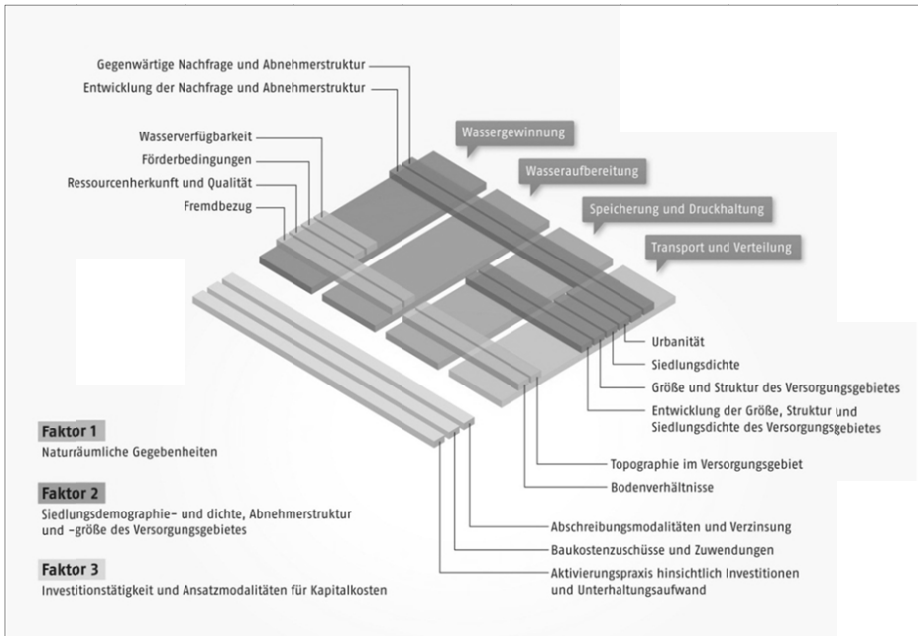 Gegenwärtige Nachfrage und Abnehmerstruktur
Entwicklung der Nachfrage und Abnehmerstruktur
Wasserverfügbarkeit
Förderbedingungen
Ressourcenherkunft und Qualität
Fremdbezug
Wassergewinnung
Wasseraufbereitung
Speicherung und Druckhaltung
Transport und Verteilung
Urbanität
Siedlungsdichte
Größe und Struktur des Versorgungsgebietes
Entwicklung der Größe, Struktur und
Siedlungsdichte des Versorgungsgebietes
Topographie im Versorgungsgebiet
Bodenverhältnisse
Abschreibungsmodalitäten und Verzinsung
Baukostenzuschüsse und Zuwendungen
Aktivierungspraxis hinsichtlich Investitionen
und Unterhaltungsaufwand
Faktor 1
Naturräumliche Gegebenheiten
Faktor 2
Siedlungsdemographie- und dichte, Abnehmerstruktur
und -größe des Versorgungsgebietes
Faktor 3
Investitionstätigkeit und Ansatzmodalitäten für Kapitalkosten